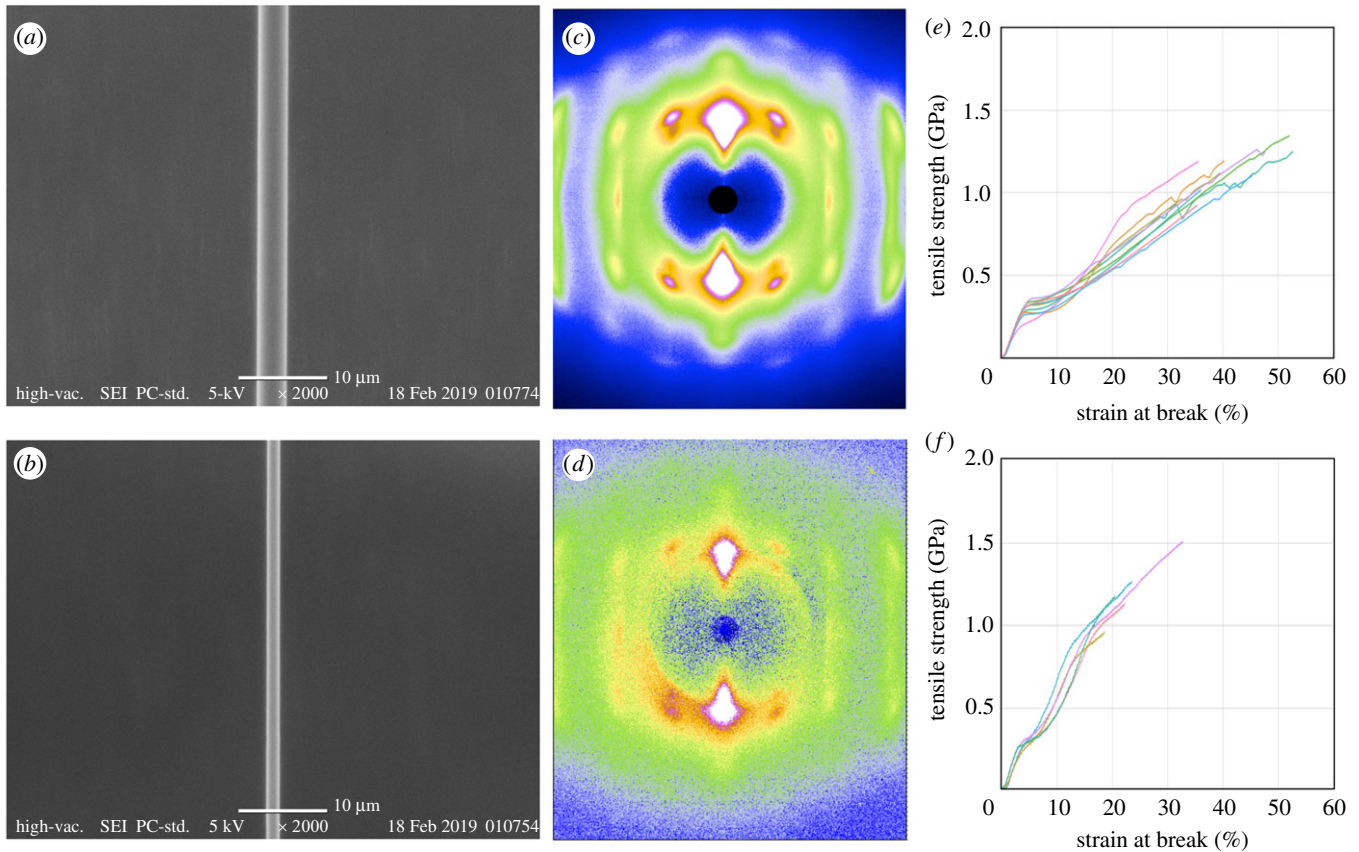 (a)
10 μm
high-vac. SEI PC-std. 5-kV × 2000 18 Feb 2019 010774
(b)
10 μm
high-vac. SEI PC-std. 5 kV × 2000 18 Feb 2019 010754
(c)
(d)
(e)
2.0
1.5
1.0
0.5
0 10 20 30 40 50 60
tensile strength (GPa)
strain at break (%)
(f)
2.0
1.5
1.0
0.5
0 10 20 30 40 50 60
tensile strength (GPa)
strain at break (%)